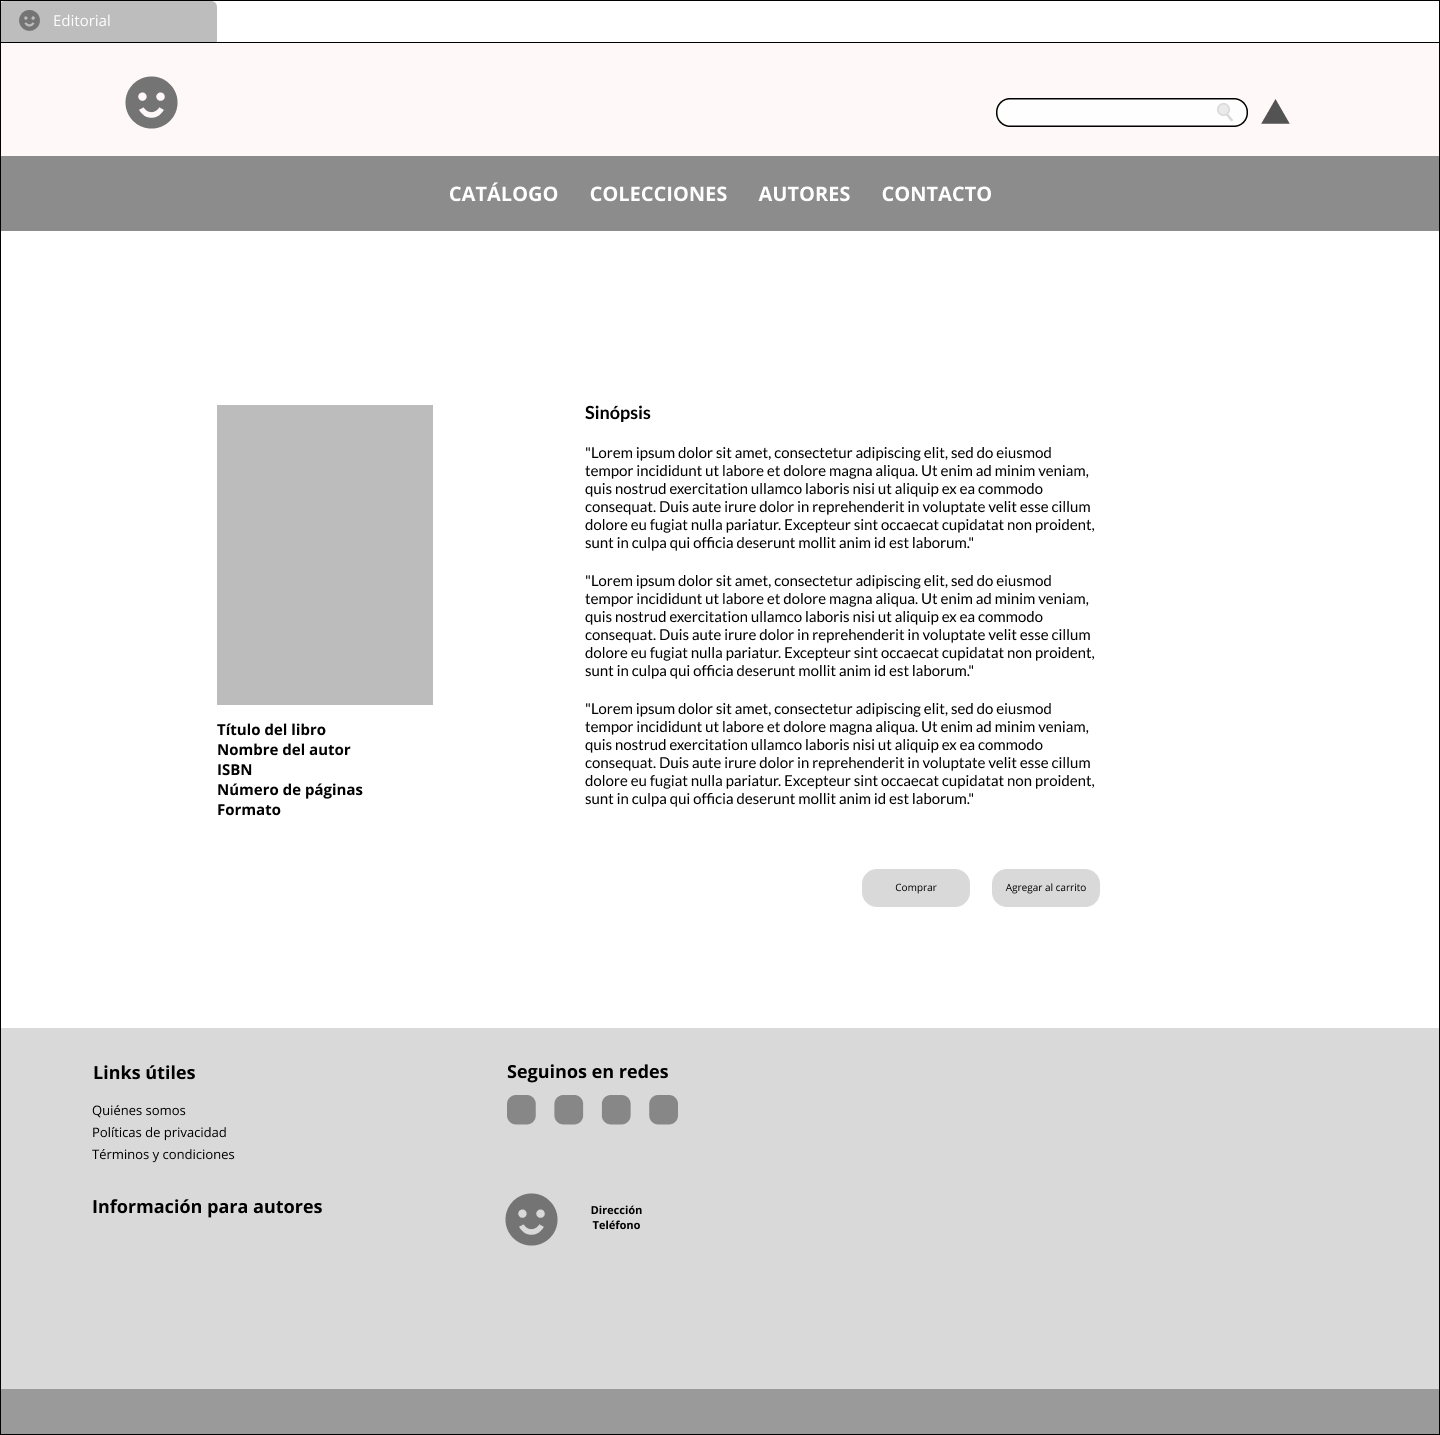 Editorial
CATÁLOGO COLECCIONES AUTORES CONTACTO
Título del libro
Nombre del autor
ISBN
Número de páginas
Formato
Sinópsis
"Lorem ipsum dolor sit amet, consectetur adipiscing elit, sed do eiusmod
tempor incididunt ut labore et dolore magna aliqua. Ut enim ad minim veniam,
quis nostrud exercitation ullamco laboris nisi ut aliquip ex ea commodo
consequat. Duis aute irure dolor in reprehenderit in voluptate velit esse cillum
dolore eu fugiat nulla pariatur. Excepteur sint occaecat cupidatat non proident,
sunt in culpa qui officia deserunt mollit anim id est laborum."
"Lorem ipsum dolor sit amet, consectetur adipiscing elit, sed do eiusmod
tempor incididunt ut labore et dolore magna aliqua. Ut enim ad minim veniam,
quis nostrud exercitation ullamco laboris nisi ut aliquip ex ea commodo
consequat. Duis aute irure dolor in reprehenderit in voluptate velit esse cillum
dolore eu fugiat nulla pariatur. Excepteur sint occaecat cupidatat non proident,
sunt in culpa qui officia deserunt mollit anim id est laborum."
"Lorem ipsum dolor sit amet, consectetur adipiscing elit, sed do eiusmod
tempor incididunt ut labore et dolore magna aliqua. Ut enim ad minim veniam,
quis nostrud exercitation ullamco laboris nisi ut aliquip ex ea commodo
consequat. Duis aute irure dolor in reprehenderit in voluptate velit esse cillum
dolore eu fugiat nulla pariatur. Excepteur sint occaecat cupidatat non proident,
sunt in culpa qui officia deserunt mollit anim id est laborum."
Comprar
Agregar al carrito
Links útiles
Quiénes somos
Políticas de privacidad
Términos y condiciones
Información para autores
Seguinos en redes
Dirección
Teléfono